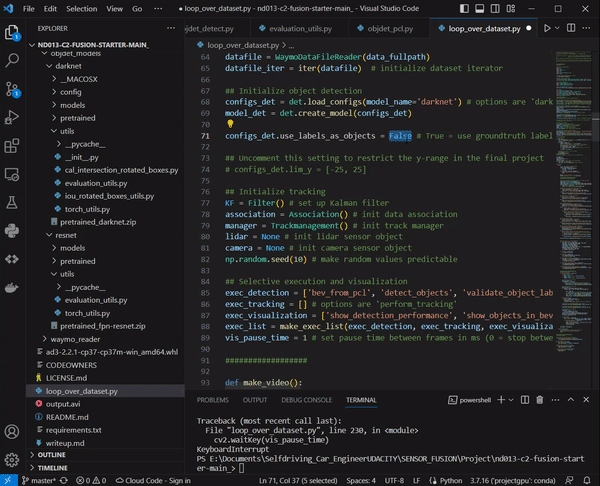 File Edit Selection View Go ... loop_over_dataset.py - nd013-c2-fusion-starter-main_ - Visual Studio Code
EXPLORER
ND013-C2-FUSION-STARTER-MAIN_
objdet_models
darknet
__MACOSX
config
models
pretrained
utils
__pycache__
__init__.py
cal_intersection_rotated_boxes.py
evaluation_utils.py
iou_rotated_boxes_utils.py
torch_utils.py
pretrained_darknet.zip
resnet
models
pretrained
utils
__pycache__
evaluation_utils.py
torch_utils.py
pretrained_fpn-resnet.zip
waymo_reader
ad3-2.2.1-cp37-cp37m-win_amd64.whl
CODEOWNERS
LICENSE.md
loop_over_dataset.py
output.avi
README.md
requirements.txt
writeup.md
OUTLINE
TIMELINE
objdet_detect.py evaluation_utils.py objdet_pcl.py loop_over_dataset.py
loop_over_dataset.py > ...
64 datafile = WaymoDataFileReader(data_fullpath)
65 datafile_iter = iter(datafile) # initialize dataset iterator
66
67 ## Initialize object detection
68 configs_det = det.load_configs(model_name='darknet') # options are 'dark
69 model_det = det.create_model(configs_det)
70
71 configs_det.use_labels_as_objects = Falre # True = use groundtruth label
72
73 ## Uncomment this setting to restrict the y-range in the final project
74 # configs_det.lim_y = [-25, 25]
75
76 ## Initialize tracking
77 KF = Filter() # set up Kalman filter
78 association = Association() # init data association
79 manager = Trackmanagement() # init track manager
80 lidar = None # init lidar sensor object
81 camera = None # init camera sensor object
82 np.random.seed(10) # make random values predictable
83
84 ## Selective execution and visualization
85 exec_detection = ['bev_from_pcl', 'detect_objects', 'validate_object_lab
86 exec_tracking = [] # options are 'perform_tracking'
87 exec_visualization = ['show_detection_performance', 'show_objects_in_bev
88 exec_list = make_exec_list(exec_detection, exec_tracking, exec_visualiza
89 vis_pause_time = 1 # set pause time between frames in ms (0 = stop betwe
90
91 ##################
92
93 def make_video():
PROBLEMS OUTPUT DEBUG CONSOLE TERMINAL powershell
Traceback (most recent call last):
File "loop_over_dataset.py", line 230, in <module>
cv2.waitKey(vis_pause_time)
KeyboardInterrupt
PS E:\Documents\Selfdriving_Car_EngineerUDACITY\SENSOR_FUSION\Project\nd013-c2-fusion-start
er-main_>
master* 0 0 Cloud Code - Sign in Ln 71, Col 37 (5 selected) Spaces: 4 UTF-8 LF Python 3.7.16 ('projectgpu': conda)